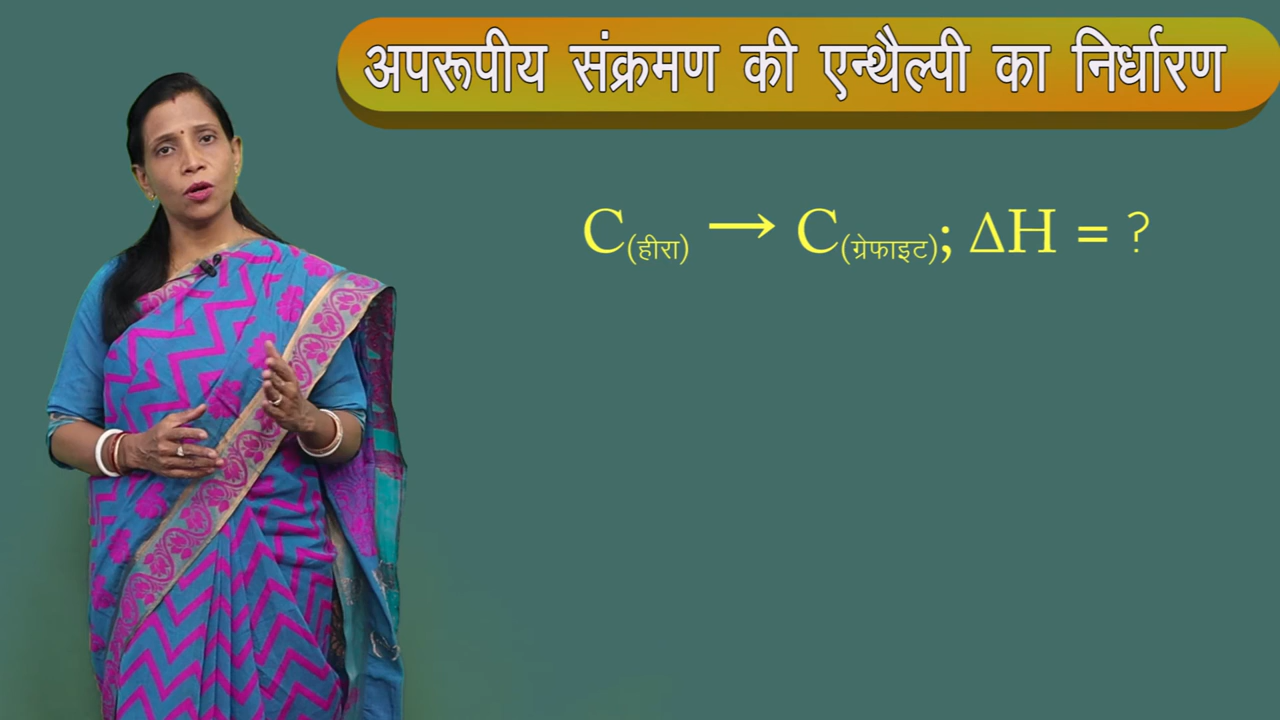 अपरूपीय संक्रमण की एन्थैल्पी का निर्धारण
C(हीरा) → C(ग्रेफाइट); ΔH = ?